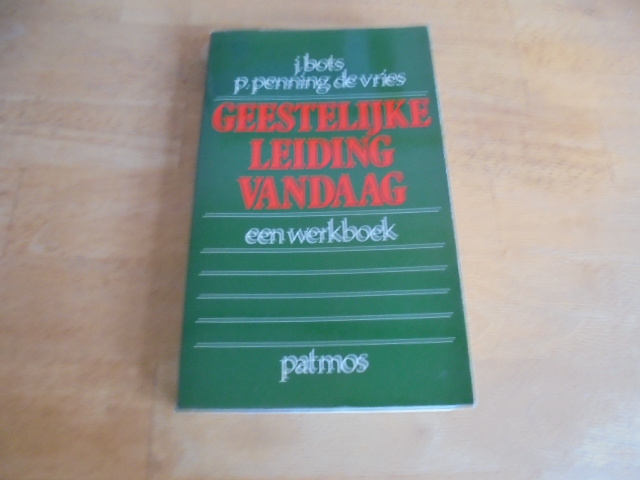 j. bots
p. penning de vries
GEESTELIJKE
LEIDING
VANDAAG
een werkboek
patmos